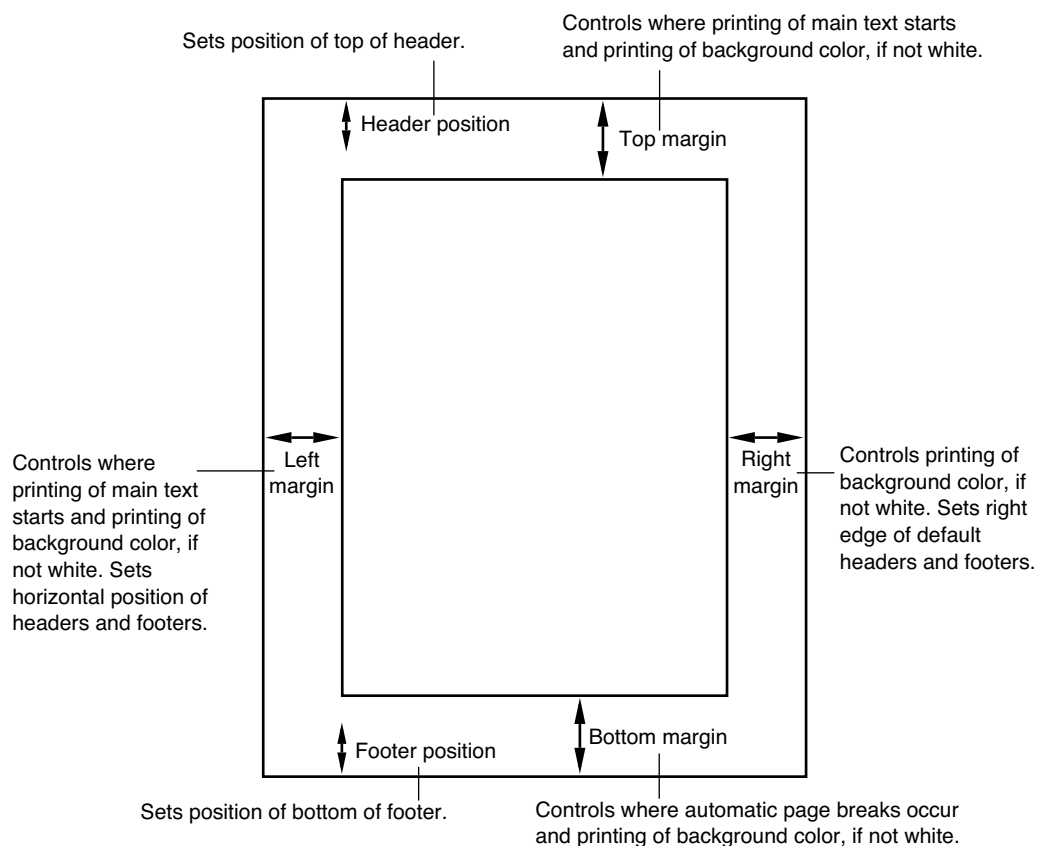 Sets position of top of header.
Controls where printing of main text starts
and printing of background color, if not white.
Header position
Top margin
Left
margin
Right
margin
Controls where
printing of main text
starts and printing of
background color, if
not white. Sets
horizontal position of
headers and footers.
Controls printing of
background color, if
not white. Sets right
edge of default
headers and footers.
Footer position
Bottom margin
Sets position of bottom of footer.
Controls where automatic page breaks occur
and printing of background color, if not white.